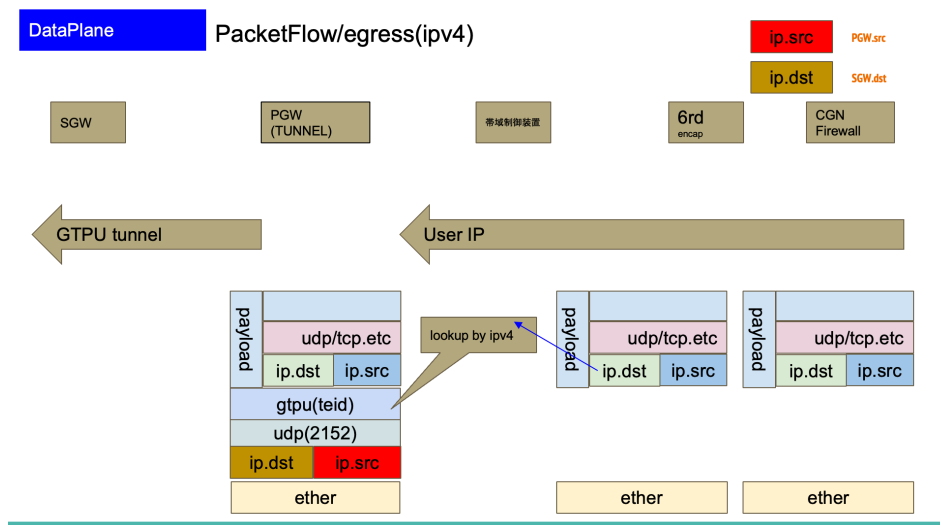 DataPlane
PacketFlow/egress(ipv4)
ip.src
PGW.src
ip.dst
SGW.dst
SGW
PGW
(TUNNEL)
帯域制御装置
6rd
encap
CGN
Firewall
GTPU tunnel
User IP
payload
udp/tcp.etc
ip.dst
ip.src
gtpu(teid)
udp(2152)
ip.dst
ip.src
ether
lookup by ipv4
payload
udp/tcp.etc
ip.dst
ip.src
ether
payload
udp/tcp.etc
ip.dst
ip.src
ether